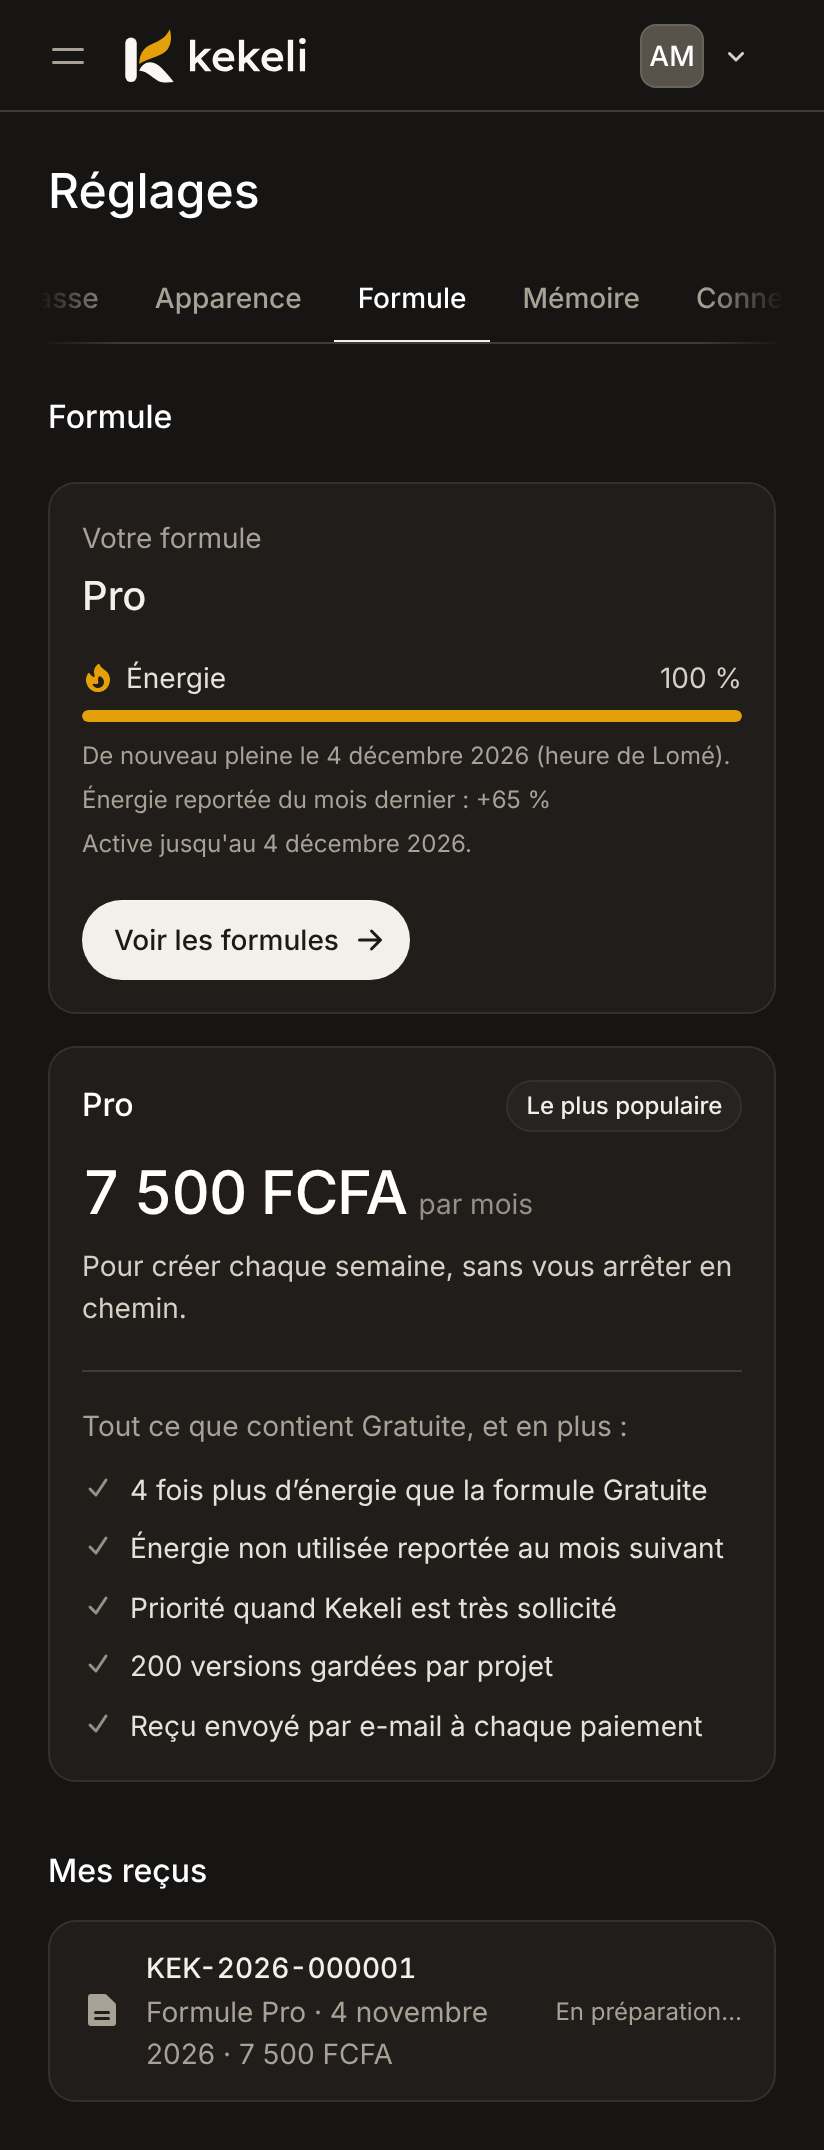 kekeli
AM
Réglages
Apparence
Formule
Mémoire
Formule
Votre formule
Pro
Énergie
100 %
De nouveau pleine le 4 décembre 2026 (heure de Lomé).
Énergie reportée du mois dernier : +65 %
Active jusqu'au 4 décembre 2026.
Voir les formules
Pro
Le plus populaire
7 500 FCFA par mois
Pour créer chaque semaine, sans vous arrêter en
chemin.
Tout ce que contient Gratuite, et en plus :
4 fois plus d’énergie que la formule Gratuite
Énergie non utilisée reportée au mois suivant
Priorité quand Kekeli est très sollicité
200 versions gardées par projet
Reçu envoyé par e-mail à chaque paiement
Mes reçus
KEK-2026-000001
Formule Pro · 4 novembre
2026 · 7 500 FCFA
En préparation...